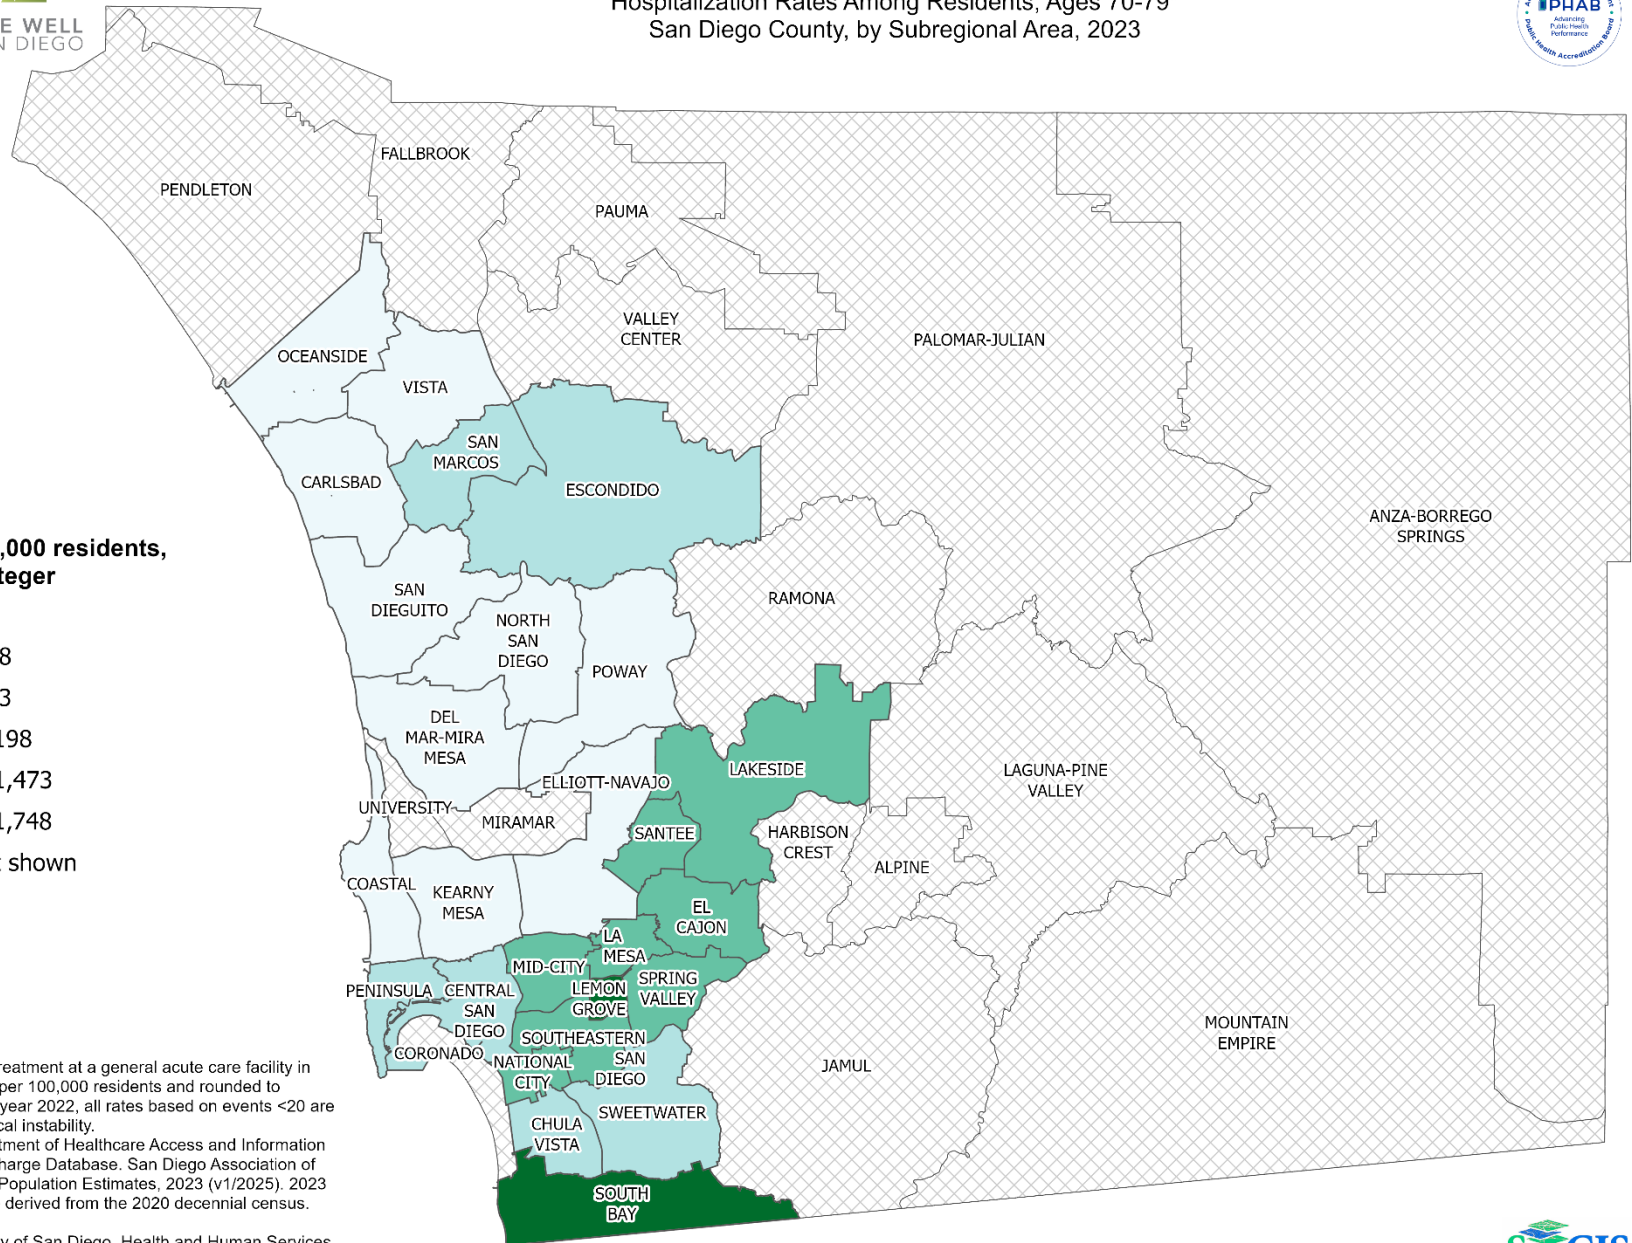 E WELL
N DIEGO
Hospitalization Rates Among Residents, Ages 70-79
San Diego County, by Subregional Area, 2023
PHAB
Advancing
Public Health
Performance
Public Health Accreditation Board
FALLBROOK
PENDLETON
PAUMA
VALLEY
CENTER
PALOMAR-JULIAN
OCEANSIDE
VISTA
SAN
MARCOS
CARLSBAD
ESCONDIDO
ANZA-BORREGO
SPRINGS
,000 residents,
teger
SAN
DIEGUITO
RAMONA
NORTH
SAN
DIEGO
POWAY
8
3
198
1,473
1,748
t shown
DEL
MAR-MIRA
MESA
LAKESIDE
LAGUNA-PINE
VALLEY
ELLIOTT-NAVAJO
UNIVERSITY
MIRAMAR
SANTEE
HARBISON
CREST
ALPINE
COASTAL
KEARNY
MESA
EL
CAJON
LA
MESA
MID-CITY
SPRING
VALLEY
LEMON
GROVE
PENINSULA
CENTRAL
SAN
DIEGO
SOUTHEASTERN
SAN
DIEGO
CORONADO
NATIONAL
CITY
MOUNTAIN
EMPIRE
JAMUL
SWEETWATER
CHULA
VISTA
SOUTH
BAY
reatment at a general acute care facility in
per 100,000 residents and rounded to
year 2022, all rates based on events <20 are
cal instability.
tment of Healthcare Access and Information
harge Database. San Diego Association of
Population Estimates, 2023 (v1/2025). 2023
derived from the 2020 decennial census.
y of San Diego, Health and Human Services